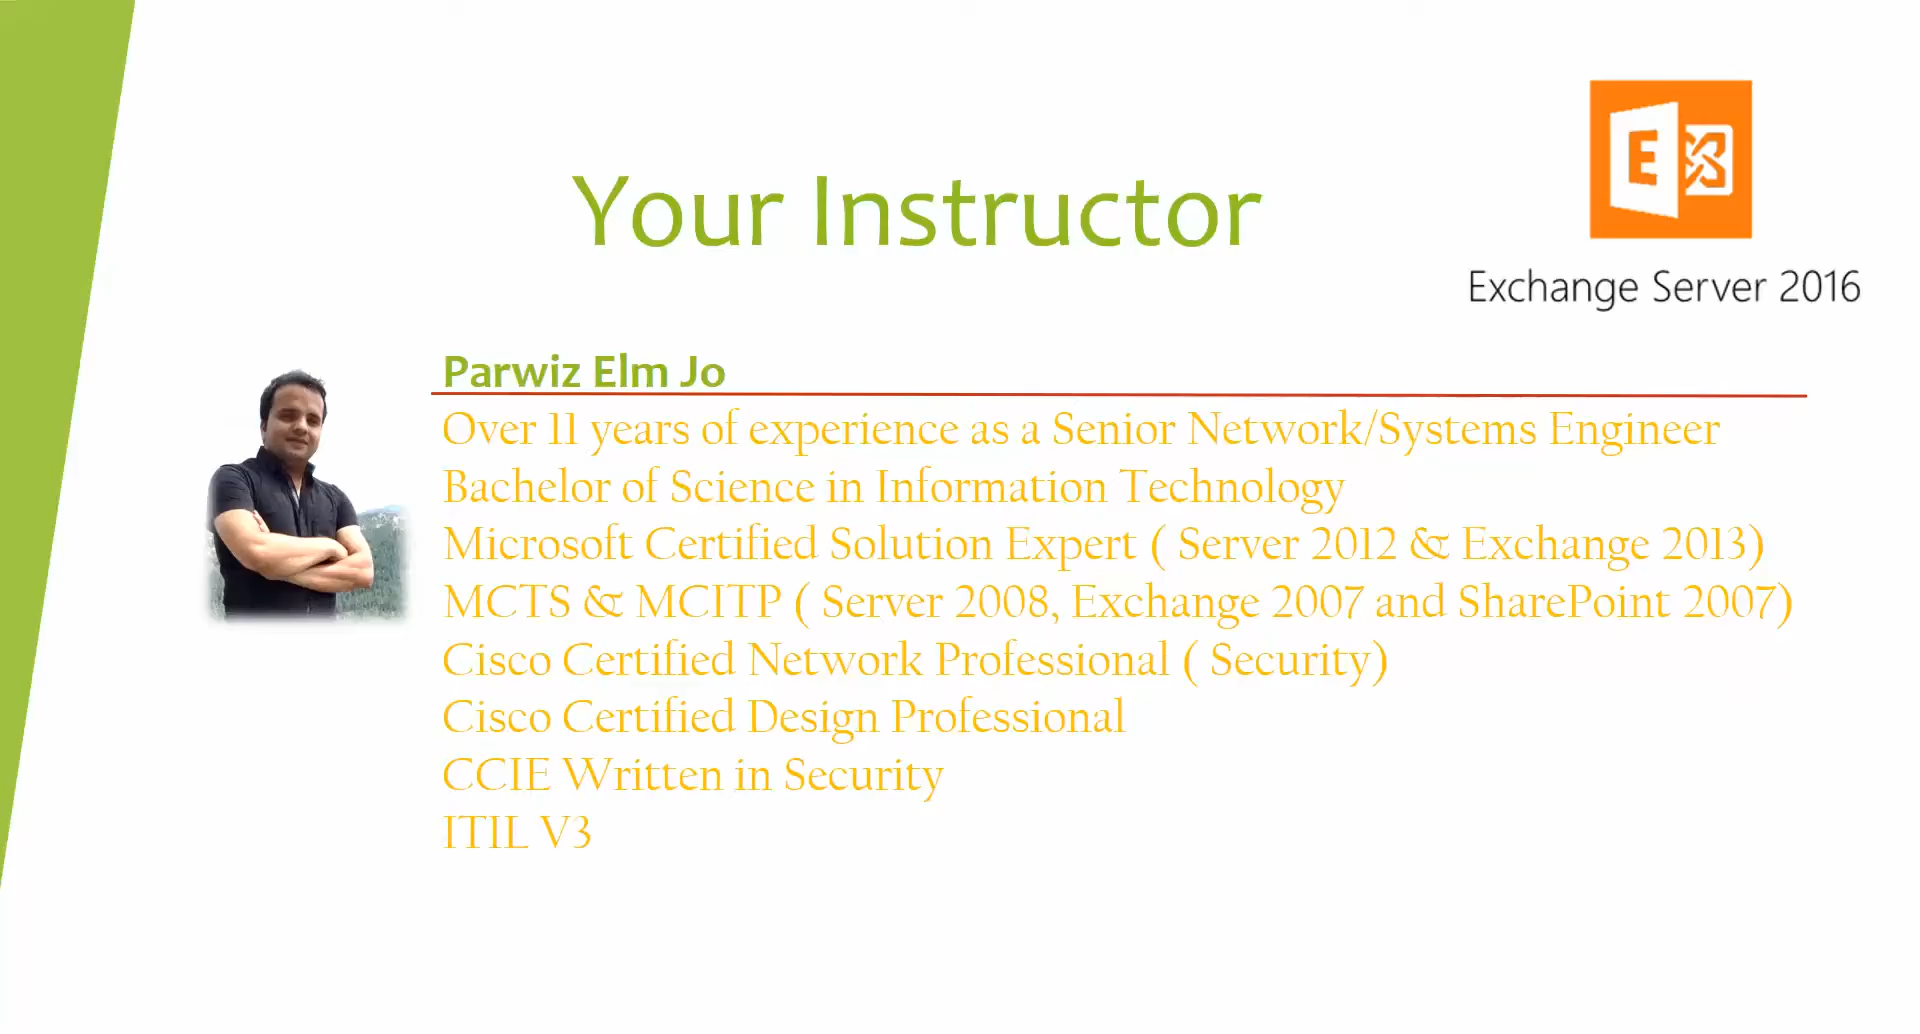 Your Instructor
E
Exchange Server 2016
Parwiz Elm Jo
Over 11 years of experience as a Senior Network/Systems Engineer
Bachelor of Science in Information Technology
Microsoft Certified Solution Expert ( Server 2012 & Exchange 2013)
MCTS & MCITP ( Server 2008, Exchange 2007 and SharePoint 2007)
Cisco Certified Network Professional ( Security)
Cisco Certified Design Professional
CCIE Written in Security
ITIL V3